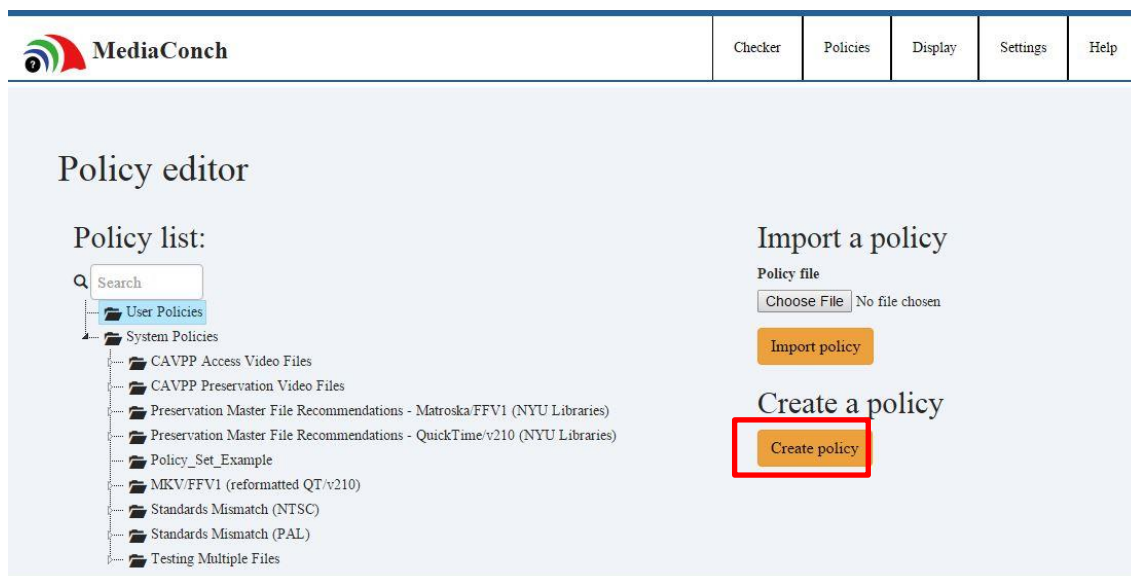 MediaConch
Checker
Policies
Display
Settings
Help
Policy editor
Policy list:
Search
User Policies
System Policies
CAVPP Access Video Files
CAVPP Preservation Video Files
Preservation Master File Recommendations - Matroska/FFV1 (NYU Libraries)
Preservation Master File Recommendations - QuickTime/v210 (NYU Libraries)
Policy_Set_Example
MKV/FFV1 (reformatted QT/v210)
Standards Mismatch (NTSC)
Standards Mismatch (PAL)
Testing Multiple Files
Import a policy
Policy file
Choose File No file chosen
Import policy
Create a policy
Create policy